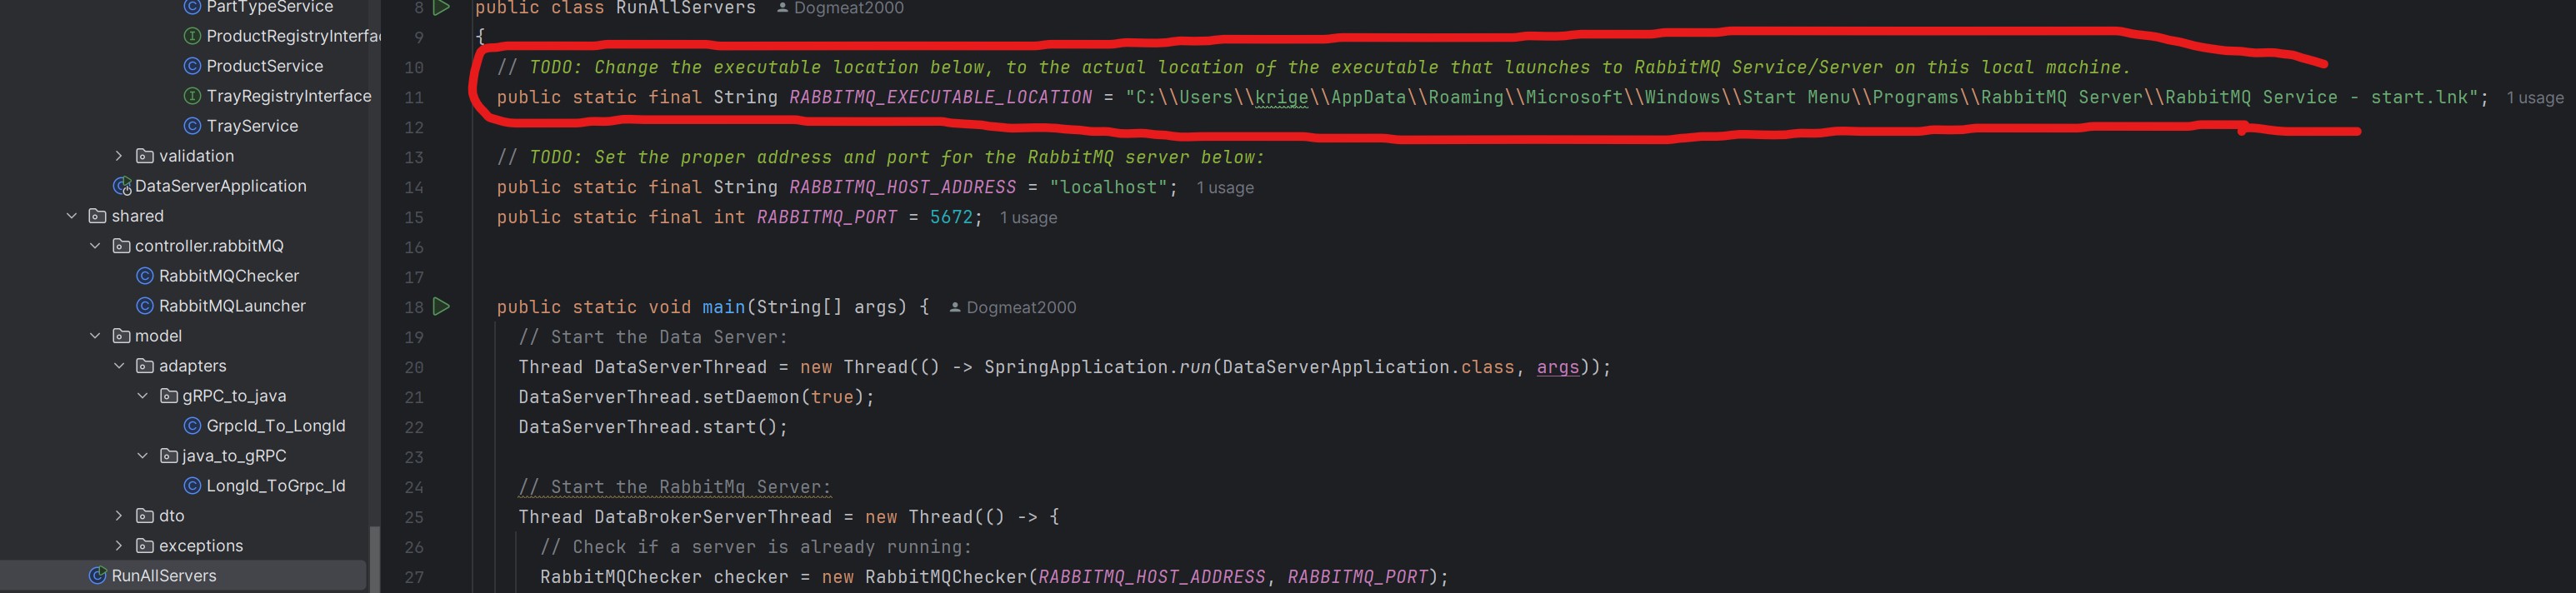 PartTypeService
ProductRegistryInterfac
ProductService
TrayRegistryInterface
TrayService
validation
DataServerApplication
shared
controller.rabbitMQ
RabbitMQChecker
RabbitMQLauncher
model
adapters
gRPC_to_java
GrpcId_To_LongId
java_to_gRPC
LongId_ToGrpc_Id
dto
exceptions
RunAllServers
8 public class RunAllServers Dogmeat2000
9 {
10 // TODO: Change the executable location below, to the actual location of the executable that launches to RabbitMQ Service/Server on this local machine.
11 public static final String RABBITMQ_EXECUTABLE_LOCATION = "C:\\Users\\krige\\AppData\\Roaming\\Microsoft\\Windows\\Start Menu\\Programs\\RabbitMQ Server\\RabbitMQ Service - start.lnk"; 1 usage
12
13 // TODO: Set the proper address and port for the RabbitMQ server below:
14 public static final String RABBITMQ_HOST_ADDRESS = "localhost"; 1 usage
15 public static final int RABBITMQ_PORT = 5672; 1 usage
16
17
18 public static void main(String[] args) { Dogmeat2000
19 // Start the Data Server:
20 Thread DataServerThread = new Thread(() -> SpringApplication.run(DataServerApplication.class, args));
21 DataServerThread.setDaemon(true);
22 DataServerThread.start();
23
24 // Start the RabbitMq Server:
25 Thread DataBrokerServerThread = new Thread(() -> {
26 // Check if a server is already running:
27 RabbitMQChecker checker = new RabbitMQChecker(RABBITMQ_HOST_ADDRESS, RABBITMQ_PORT);